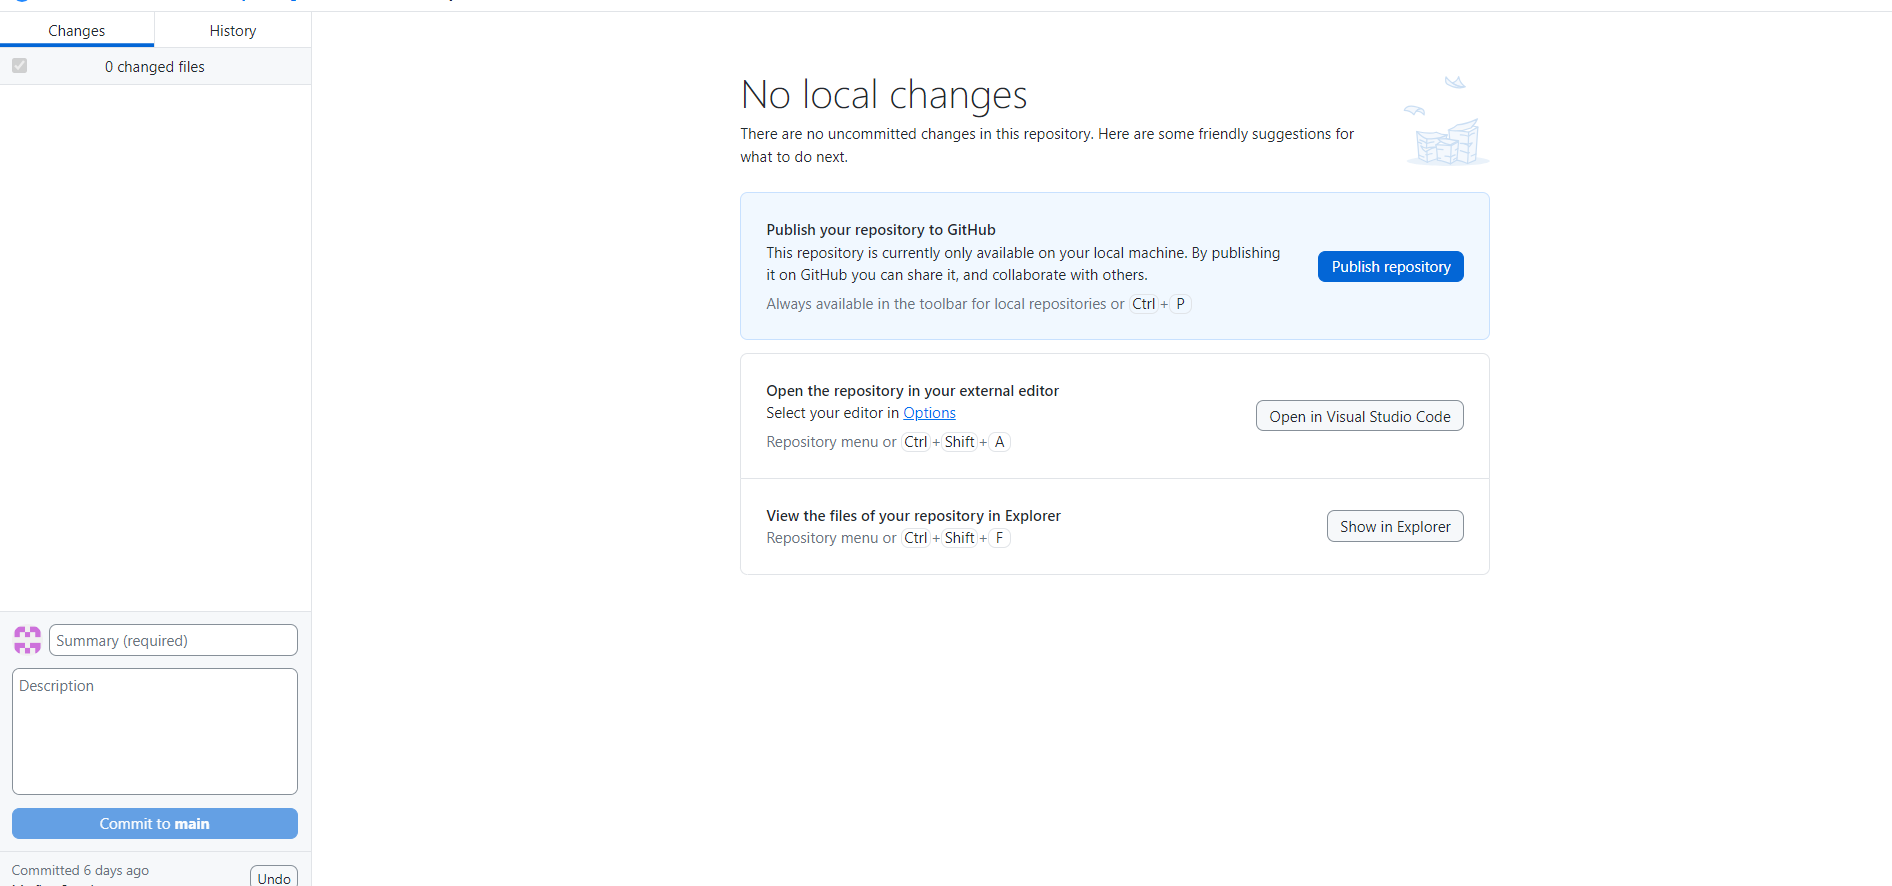 Changes
History
0 changed files
No local changes
There are no uncommitted changes in this repository. Here are some friendly suggestions for
what to do next.
Publish your repository to GitHub
This repository is currently only available on your local machine. By publishing
it on GitHub you can share it, and collaborate with others.
Always available in the toolbar for local repositories or Ctrl + P
Publish repository
Open the repository in your external editor
Select your editor in Options
Repository menu or Ctrl + Shift + A
Open in Visual Studio Code
View the files of your repository in Explorer
Repository menu or Ctrl + Shift + F
Show in Explorer
Summary (required)
Description
Commit to main
Committed 6 days ago
Undo